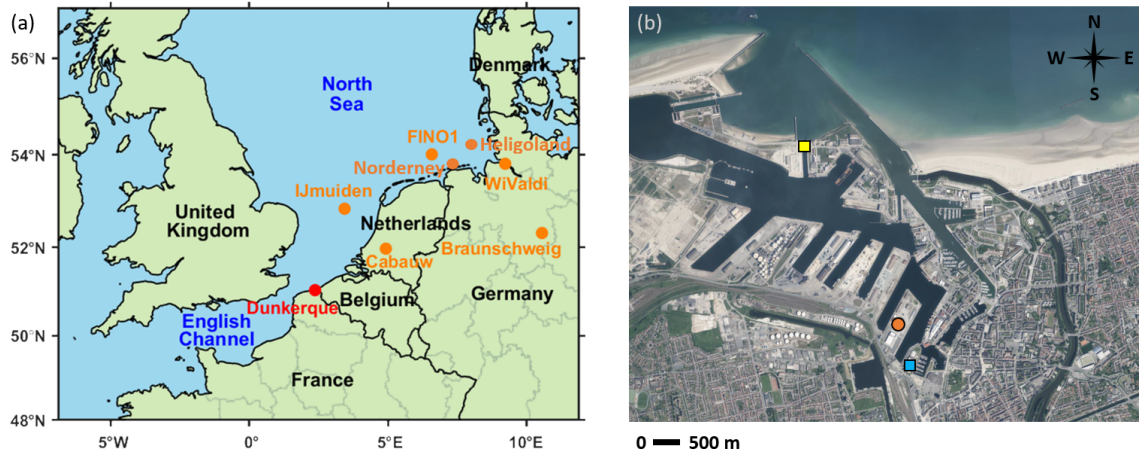 (a)
56°N
54°N
52°N
50°N
48°N
5°W
0°
5°E
10°E
North
Sea
Denmark
FINO1
Heligoland
Norderney
WiValdi
IJmuiden
United
Kingdom
Netherlands
Braunschweig
Cabauw
Dunkerque
Belgium
Germany
English
Channel
France
(b)
N
W E
S
0 500 m